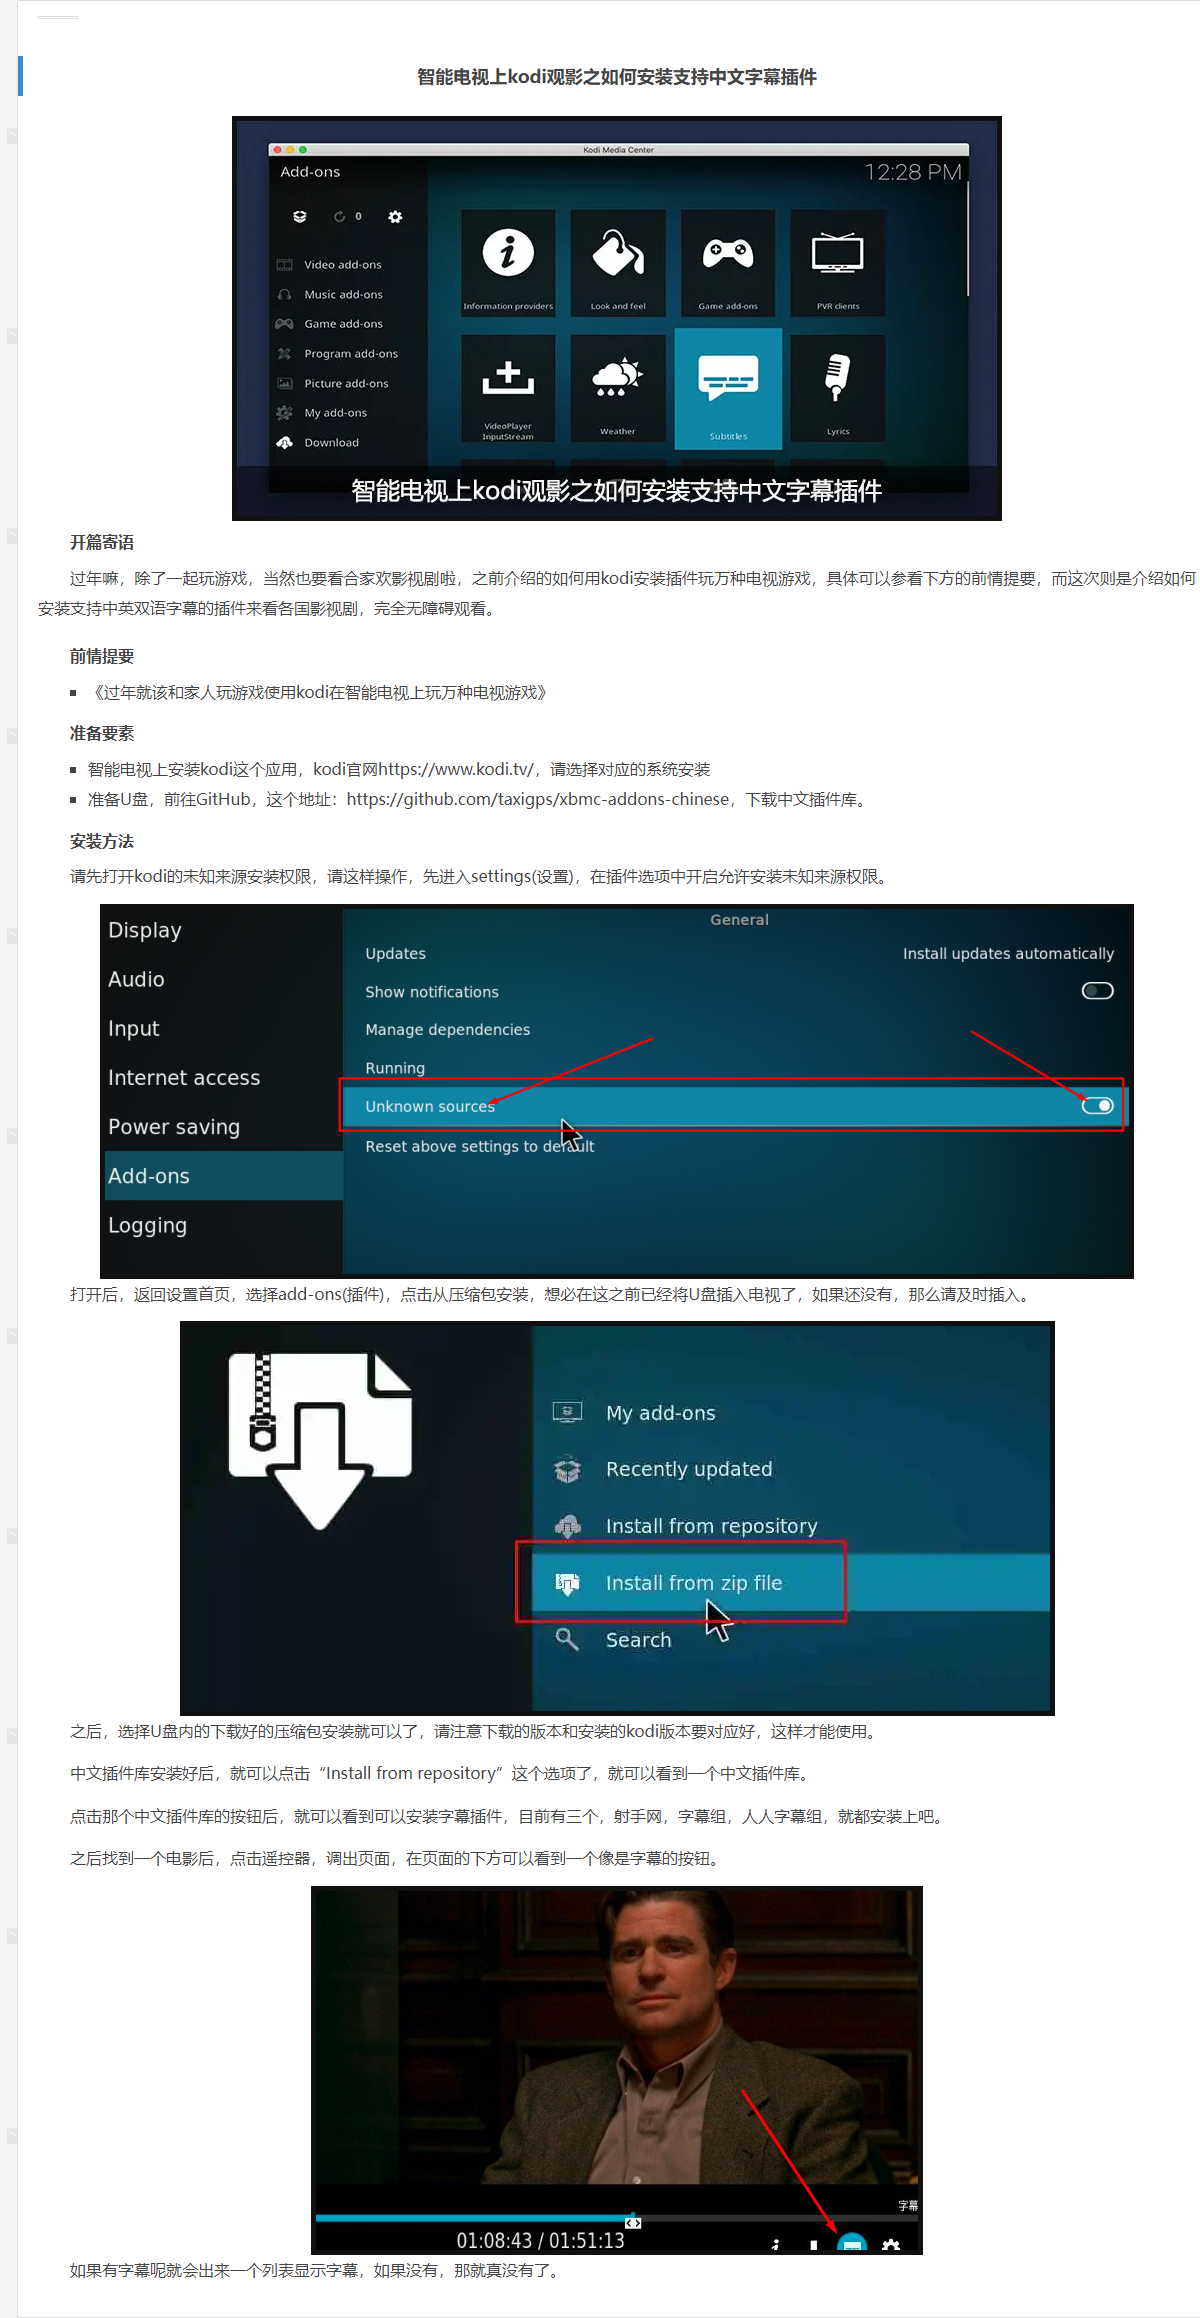 智能电视上kodi观影之如何安装支持中文字幕插件
Kodi Media Center
Add-ons
12:28 PM
0
Video add-ons
Music add-ons
Game add-ons
Program add-ons
Picture add-ons
My add-ons
Download
Information providers
Look and feel
Game add-ons
PVR clients
VideoPlayer
InputStream
Weather
Subtitles
Lyrics
智能电视上kodi观影之如何安装支持中文字幕插件
开篇寄语
过年嘛，除了一起玩游戏，当然也要看合家欢影视剧啦，之前介绍的如何用kodi安装插件玩万种电视游戏，具体可以参看下方的前情提要，而这次则是介绍如何
安装支持中英双语字幕的插件来看各国影视剧，完全无障碍观看。
前情提要
《过年就该和家人玩游戏使用kodi在智能电视上玩万种电视游戏》
准备要素
智能电视上安装kodi这个应用，kodi官网https://www.kodi.tv/，请选择对应的系统安装
准备U盘，前往GitHub，这个地址：https://github.com/taxigps/xbmc-addons-chinese，下载中文插件库。
安装方法
请先打开kodi的未知来源安装权限，请这样操作，先进入settings(设置)，在插件选项中开启允许安装未知来源权限。
Display
Audio
Input
Internet access
Power saving
Add-ons
Logging
General
Updates
Install updates automatically
Show notifications
Manage dependencies
Running
Unknown sources
Reset above settings to default
打开后，返回设置首页，选择add-ons(插件)，点击从压缩包安装，想必在这之前已经将U盘插入电视了，如果还没有，那么请及时插入。
My add-ons
Recently updated
Install from repository
Install from zip file
Search
之后，选择U盘内的下载好的压缩包安装就可以了，请注意下载的版本和安装的kodi版本要对应好，这样才能使用。
中文插件库安装好后，就可以点击“Install from repository”这个选项了，就可以看到一个中文插件库。
点击那个中文插件库的按钮后，就可以看到可以安装字幕插件，目前有三个，射手网，字幕组，人人字幕组，就都安装上吧。
之后找到一个电影后，点击遥控器，调出页面，在页面的下方可以看到一个像是字幕的按钮。
字幕
01:08:43 / 01:51:13
如果有字幕呢就会出来一个列表显示字幕，如果没有，那就真没有了。